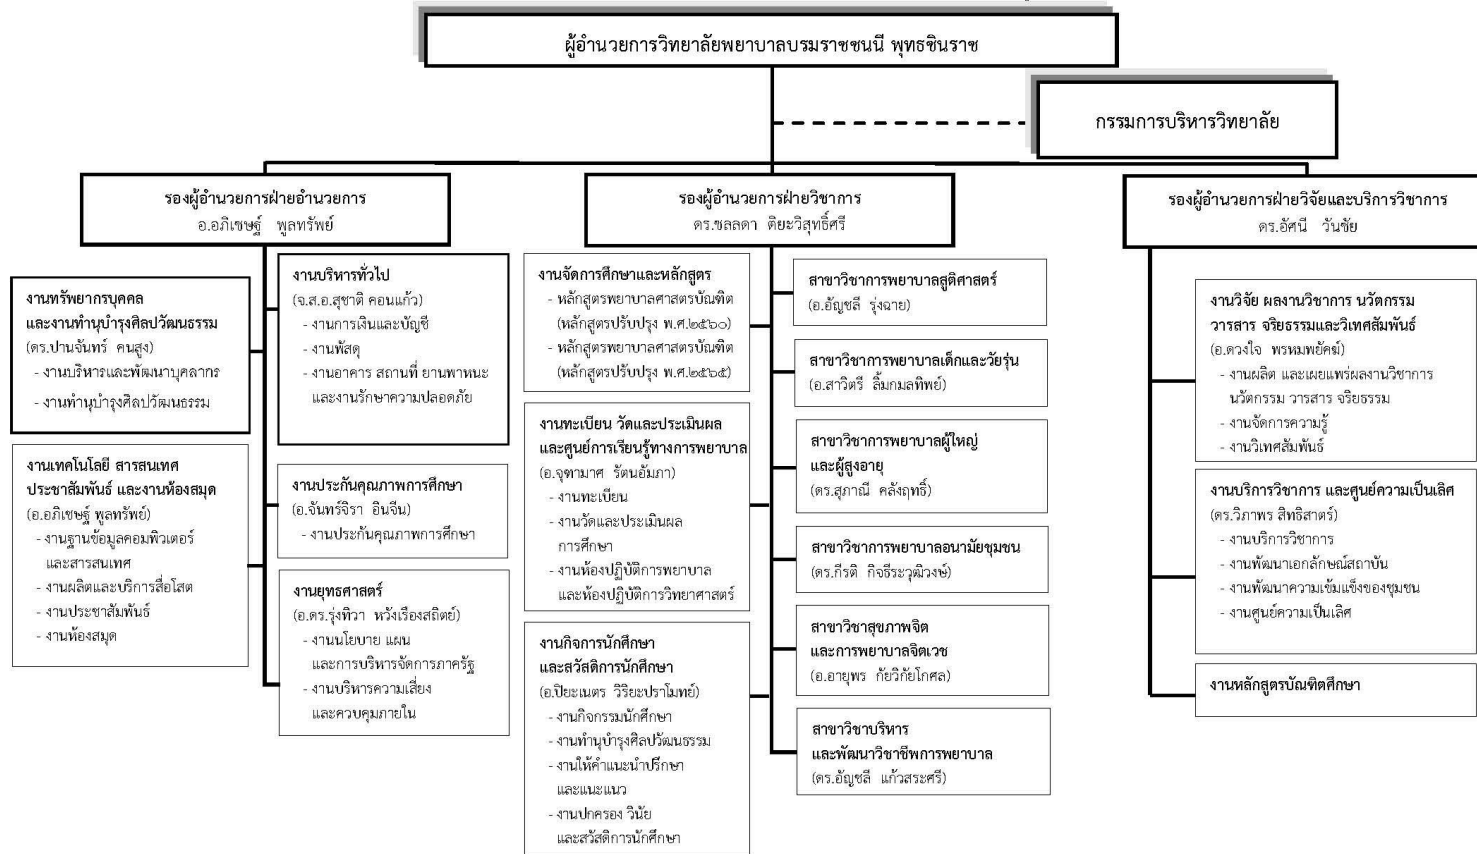 ผู้อำนวยการวิทยาลัยพยาบาลบรมราชชนนี พุทธชินราช
กรรมการบริหารวิทยาลัย
รองผู้อำนวยการฝ่ายอำนวยการ
อ.อภิเชษฐ์ พูลทรัพย์
รองผู้อำนวยการฝ่ายวิชาการ
ดร.ชลลดา ติยะวิสุทธิ์ศรี
รองผู้อำนวยการฝ่ายวิจัยและบริการวิชาการ
ดร.อัศนี วันชัย
งานทรัพยากรบุคคล
และงานทำนุบำรุงศิลปวัฒนธรรม
(ดร.ปานจันทร์ คนสูง)
- งานบริหารและพัฒนาบุคลากร
- งานทำนุบำรุงศิลปวัฒนธรรม
งานเทคโนโลยี สารสนเทศ
ประชาสัมพันธ์ และงานห้องสมุด
(อ.อภิเชษฐ์ พูลทรัพย์)
- งานฐานข้อมูลคอมพิวเตอร์
และสารสนเทศ
- งานผลิตและบริการสื่อโสต
- งานประชาสัมพันธ์
- งานห้องสมุด
งานบริหารทั่วไป
(จ.ส.อ.สุชาติ คอนแก้ว)
- งานการเงินและบัญชี
- งานพัสดุ
- งานอาคาร สถานที่ ยานพาหนะ
และงานรักษาความปลอดภัย
งานประกันคุณภาพการศึกษา
(อ.จันทร์จิรา อินจีน)
- งานประกันคุณภาพการศึกษา
งานยุทธศาสตร์
(อ.ดร.รุ่งทิวา หวังเรืองสถิตย์)
- งานนโยบาย แผน
และการบริหารจัดการภาครัฐ
- งานบริหารความเสี่ยง
และควบคุมภายใน
งานจัดการศึกษาและหลักสูตร
- หลักสูตรพยาบาลศาสตรบัณฑิต
(หลักสูตรปรับปรุง พ.ศ.๒๕๖๐)
- หลักสูตรพยาบาลศาสตรบัณฑิต
(หลักสูตรปรับปรุง พ.ศ.๒๕๖๕)
งานทะเบียน วัดและประเมินผล
และศูนย์การเรียนรู้ทางการพยาบาล
(อ.จุฑามาศ รัตนอัมภา)
- งานทะเบียน
- งานวัดและประเมินผล
การศึกษา
- งานห้องปฏิบัติการพยาบาล
และห้องปฏิบัติการวิทยาศาสตร์
งานกิจการนักศึกษา
และสวัสดิการนักศึกษา
(อ.ปิยะเนตร วิริยะปราโมทย์)
- งานกิจกรรมนักศึกษา
- งานทำนุบำรุงศิลปวัฒนธรรม
- งานให้คำแนะนำปรึกษา
และแนะแนว
- งานปกครอง วินัย
และสวัสดิการนักศึกษา
สาขาวิชาการพยาบาลสูติศาสตร์
(อ.อัญชลี รุ่งฉาย)
สาขาวิชาการพยาบาลเด็กและวัยรุ่น
(อ.สาวิตรี ลิ้มกมลทิพย์)
สาขาวิชาการพยาบาลผู้ใหญ่
และผู้สูงอายุ
(ดร.สุภาณี คลังฤทธิ์)
สาขาวิชาการพยาบาลอนามัยชุมชน
(ดร.กีรติ กิจธีระวุฒิวงษ์)
สาขาวิชาสุขภาพจิต
และการพยาบาลจิตเวช
(อ.อายุพร กัยวิกัยโกศล)
สาขาวิชาบริหาร
และพัฒนาวิชาชีพการพยาบาล
(ดร.อัญชลี แก้วสระศรี)
งานวิจัย ผลงานวิชาการ นวัตกรรม
วารสาร จริยธรรมและวิเทศสัมพันธ์
(อ.ดวงใจ พรหมพยัคฆ์)
- งานผลิต และเผยแพร่ผลงานวิชาการ
นวัตกรรม วารสาร จริยธรรม
- งานจัดการความรู้
- งานวิเทศสัมพันธ์
งานบริการวิชาการ และศูนย์ความเป็นเลิศ
(ดร.วิภาพร สิทธิสาตร์)
- งานบริการวิชาการ
- งานพัฒนาเอกลักษณ์สถาบัน
- งานพัฒนาความเข้มแข็งของชุมชน
- งานศูนย์ความเป็นเลิศ
งานหลักสูตรบัณฑิตศึกษา